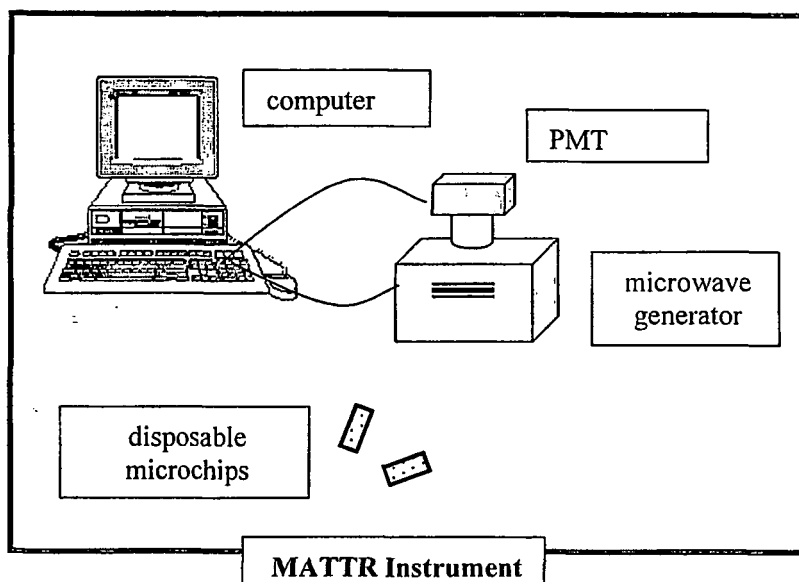 computer
PMT
microwave
generator
disposable
microchips
MATTR Instrument